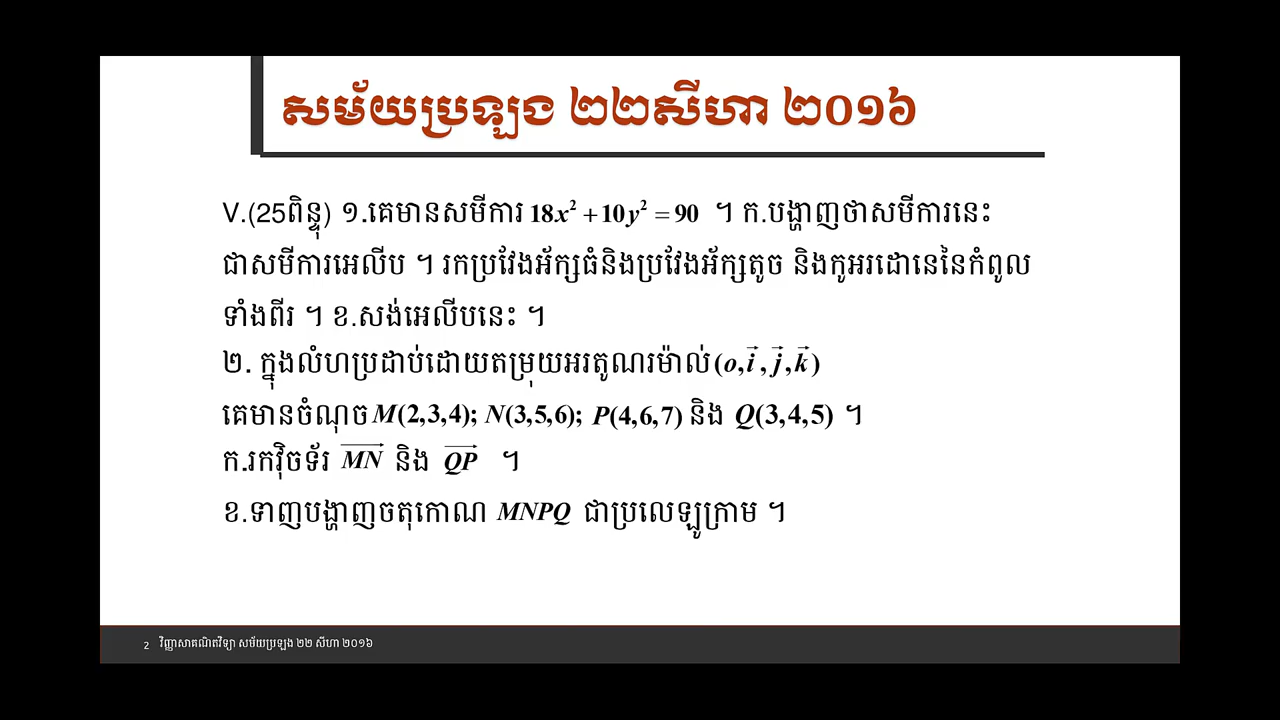 សម័យប្រឡង ២២សីហា ២០១៦
V.(25ពិន្ទុ) ១.គេមានសមីការ 18x² + 10y² = 90 ។ ក.បង្ហាញថាសមីការនេះ
ជាសមីការអេលីប ។ រកប្រវែងអ័ក្សធំនិងប្រវែងអ័ក្សតូច និងកូអរដោនេនៃកំពូល
ទាំងពីរ ។ ខ.សង់អេលីបនេះ ។
២. ក្នុងលំហប្រដាប់ដោយតម្រុយអរតូណរម៉ាល់ (o,i⃗,j⃗,k⃗)
គេមានចំណុច M(2,3,4); N(3,5,6); P(4,6,7) និង Q(3,4,5) ។
ក.រកវ៉ិចទ័រ \overrightarrow{MN} និង \overrightarrow{QP} ។
ខ.ទាញបង្ហាញចតុកោណ MNPQ ជាប្រលេឡូក្រាម ។
2 វិញ្ញាសាគណិតវិទ្យា សម័យប្រឡង ២២ សីហា ២០១៦